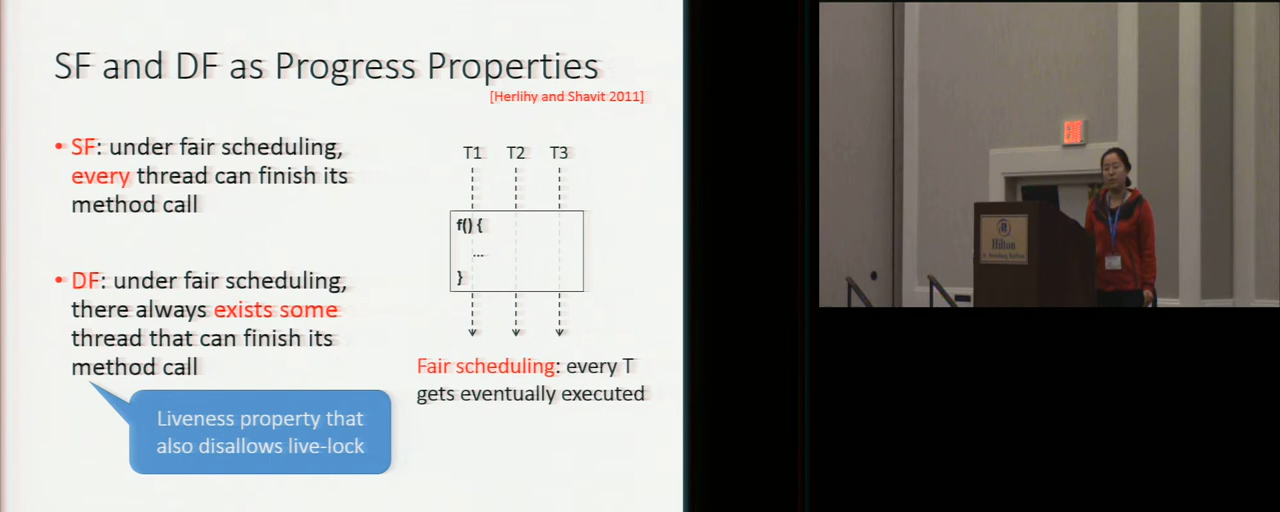 SF and DF as Progress Properties
[Herlihy and Shavit 2011]
• SF: under fair scheduling,
every thread can finish its
method call
• DF: under fair scheduling,
there always exists some
thread that can finish its
method call
Liveness property that
also disallows live-lock
T1 T2 T3
f() {
...
}
Fair scheduling: every T
gets eventually executed
Hilton